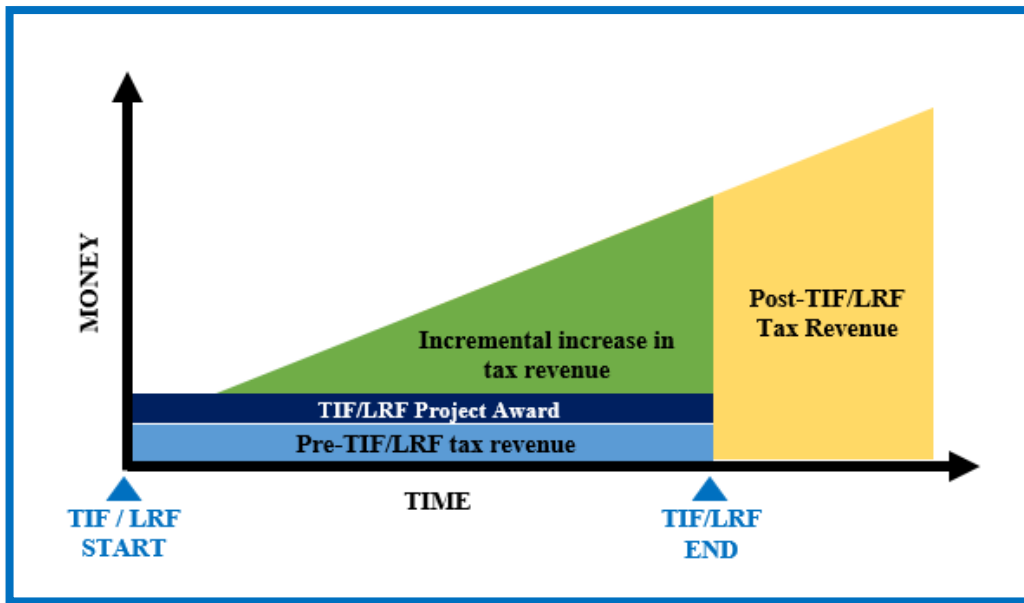 MONEY
Post-TIF/LRF
Tax Revenue
Incremental increase in
tax revenue
TIF/LRF Project Award
Pre-TIF/LRF tax revenue
TIME
TIF / LRF
START
TIF/LRF
END